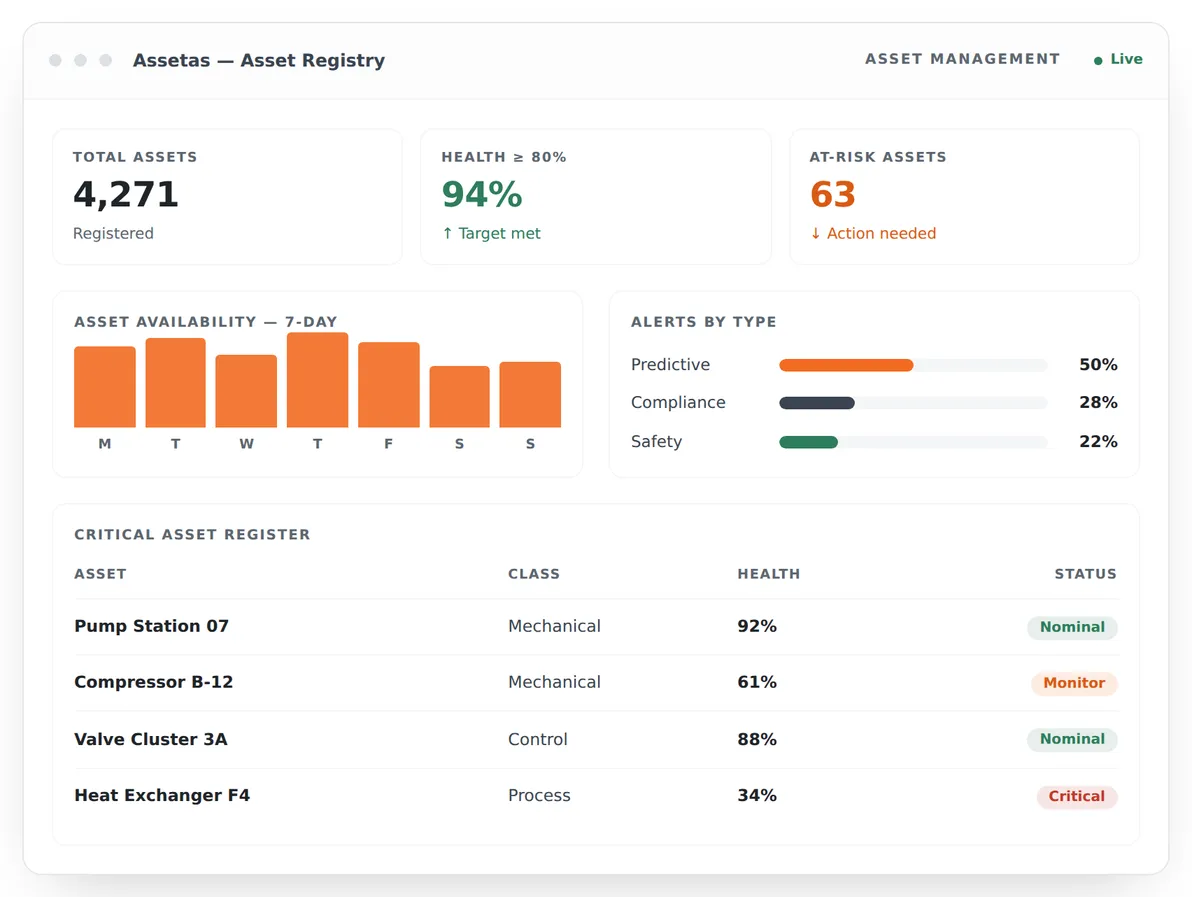 Assetas — Asset Registry
ASSET MANAGEMENT
● Live
TOTAL ASSETS
4,271
Registered
HEALTH ≥ 80%
94%
↑ Target met
AT-RISK ASSETS
63
↓ Action needed
ASSET AVAILABILITY — 7-DAY
M T W T F S S
ALERTS BY TYPE
Predictive 50%
Compliance 28%
Safety 22%
CRITICAL ASSET REGISTER
ASSET CLASS HEALTH STATUS
Pump Station 07 Mechanical 92% Nominal
Compressor B-12 Mechanical 61% Monitor
Valve Cluster 3A Control 88% Nominal
Heat Exchanger F4 Process 34% Critical